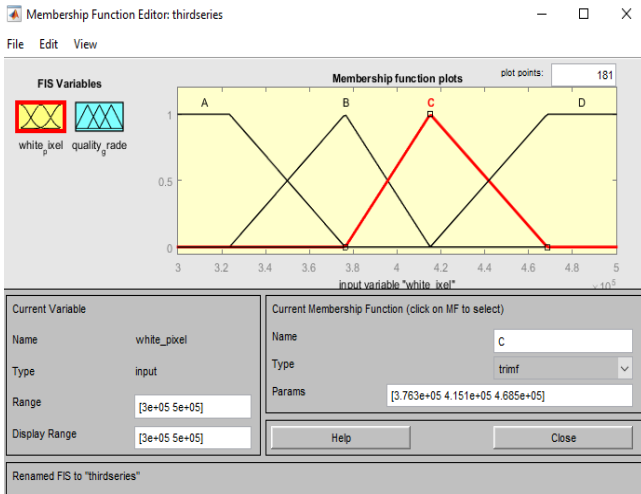 Membership Function Editor: thirdseries
File Edit View
FIS Variables
Membership function plots
plot points:
181
white_pixel
quality_grade
A
B
C
D
1
0.5
0
3 3.2 3.4 3.6 3.8 4 4.2 4.4 4.6 4.8 5
input variable "white_ixel"
×10^5
Current Variable
Name white_pixel
Type input
Range [3e+05 5e+05]
Display Range [3e+05 5e+05]
Current Membership Function (click on MF to select)
Name C
Type trimf
Params [3.763e+05 4.151e+05 4.685e+05]
Help
Close
Renamed FIS to "thirdseries"